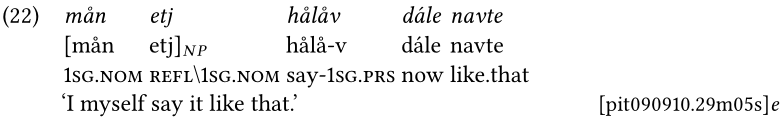 (22) mån etj hålåv dále navte
[mån etj]NP hålå-v dále navte
1SG.NOM REFL\1SG.NOM say-1SG.PRS now like.that
‘I myself say it like that.’ [pit090910.29m05s]e